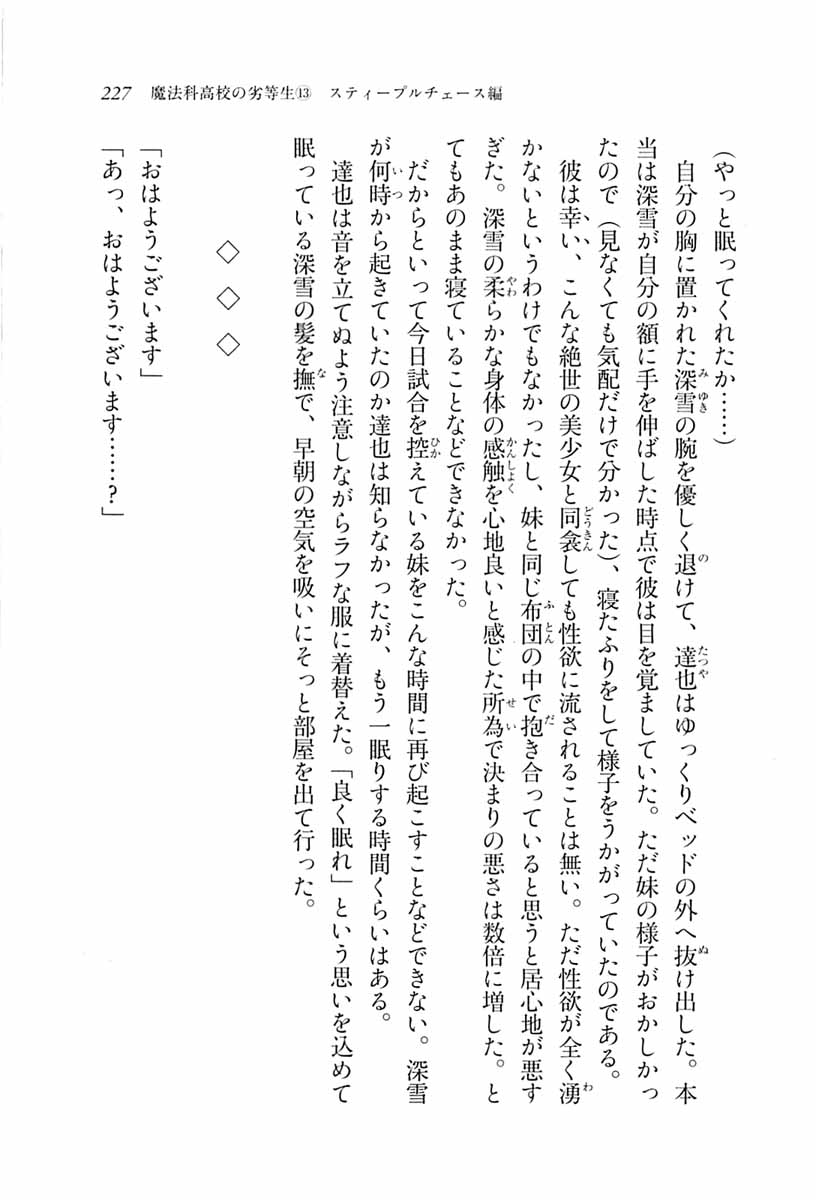 227 魔法科高校の劣等生⑬ スティープルチェース編
(やっと眠ってくれたか……)
　自分の胸に置かれた深雪の腕を優しく退けて、達也はゆっくりベッドの外へ抜け出した。本
当は深雪が自分の額に手を伸ばした時点で彼は目を覚ましていた。ただ妹の様子がおかしかっ
たので(見なくても気配だけで分かった)、寝たふりをして様子をうかがっていたのである。
　彼は幸い、こんな絶世の美少女と同衾しても性欲に流されることは無い。ただ性欲が全く湧
かないというわけでもなかったし、妹と同じ布団の中で抱き合っていると思うと居心地が悪す
ぎた。深雪の柔らかな身体の感触を心地良いと感じた所為で決まりの悪さは数倍に増した。と
てもあのまま寝ていることなどできなかった。
　だからといって今日試合を控えている妹をこんな時間に再び起こすことなどできない。深雪
が何時から起きていたのか達也は知らなかったが、もう一眠りする時間くらいはある。
　達也は音を立てぬよう注意しながらラフな服に着替えた。「良く眠れ」という思いを込めて
眠っている深雪の髪を撫で、早朝の空気を吸いにそっと部屋を出て行った。
◇ ◇ ◇
「おはようございます」
「あっ、おはようございます……?」